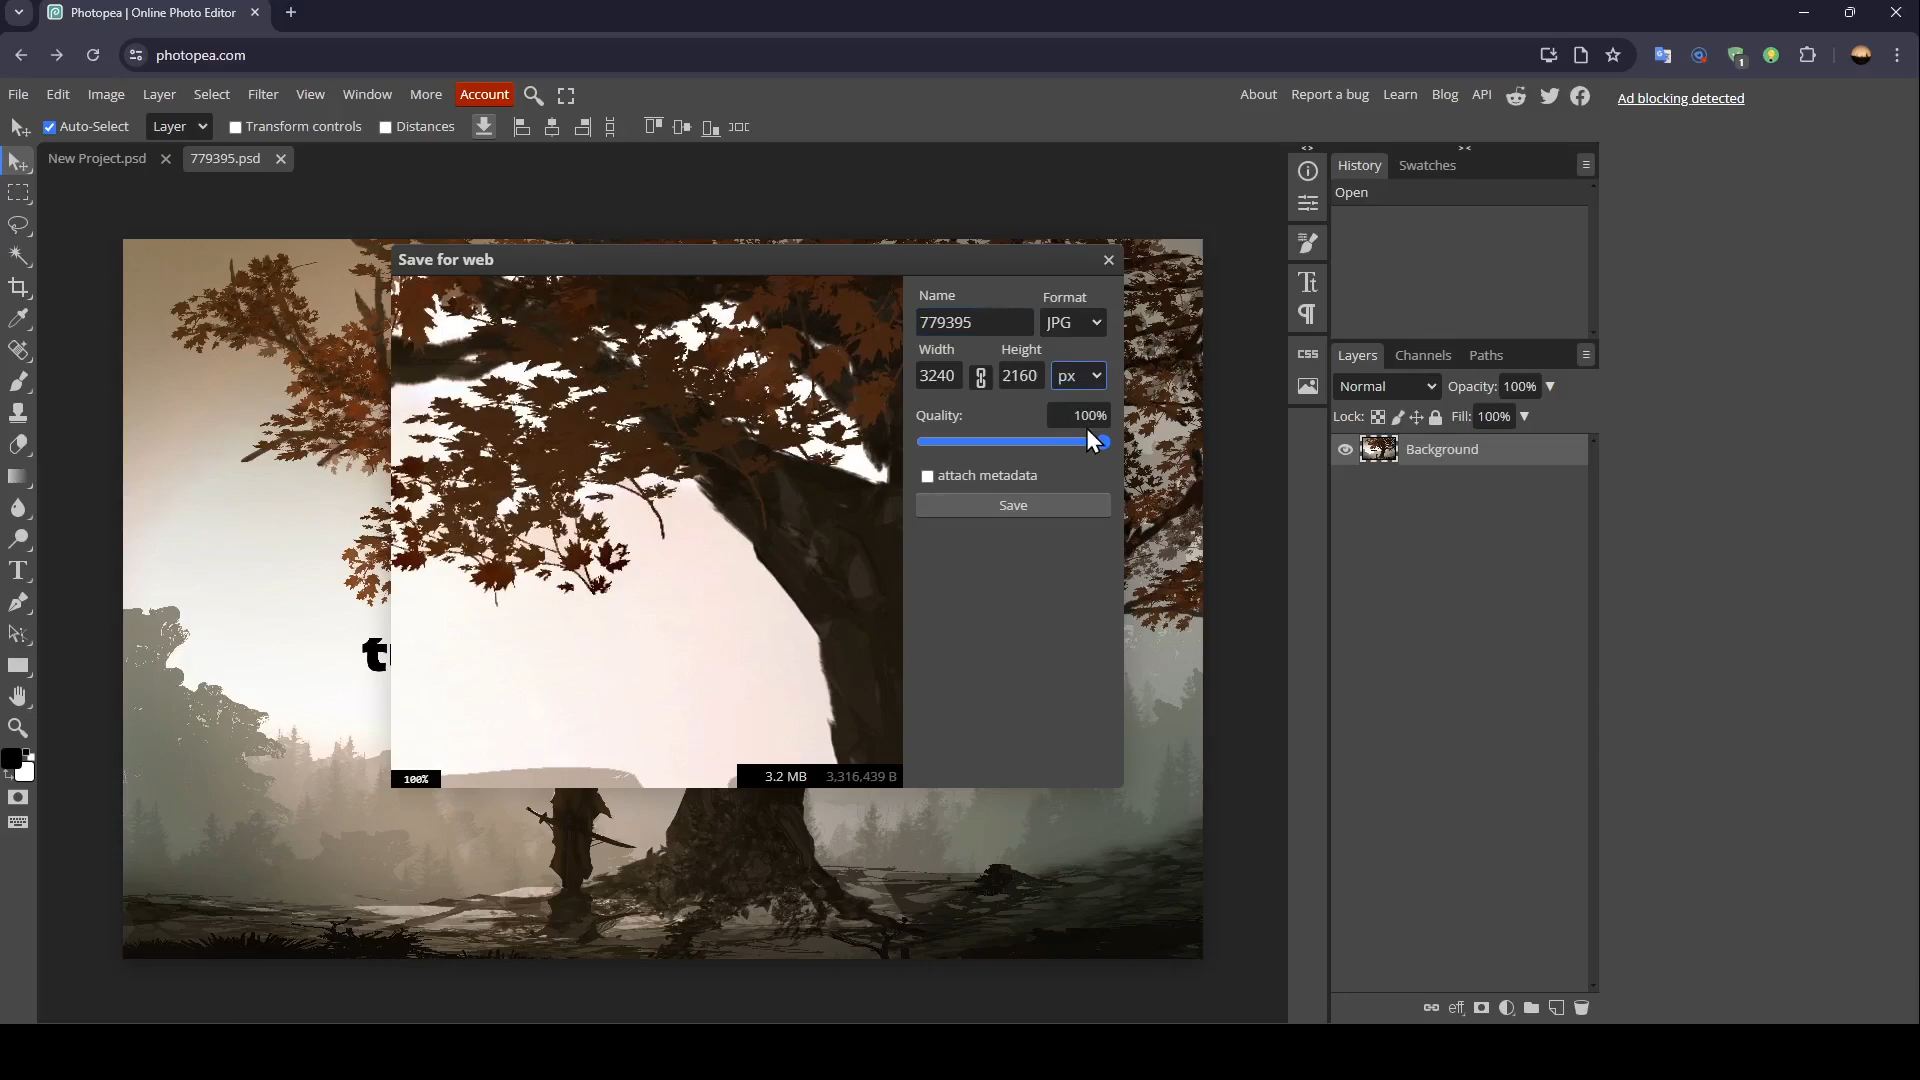 Photopea | Online Photo Editor
photopea.com
1
File Edit Image Layer Select Filter View Window More Account
About Report a bug Learn Blog API
Ad blocking detected
Auto-Select Layer Transform controls Distances
New Project.psd 779395.psd
History Swatches
Open
Save for web
Name Format
779395 JPG
Width Height
3240 2160 px
Quality: 100%
attach metadata
Save
100%
3.2 MB 3,316,439 B
CSS
Layers Channels Paths
Normal Opacity: 100%
Lock: Fill: 100%
Background
eff